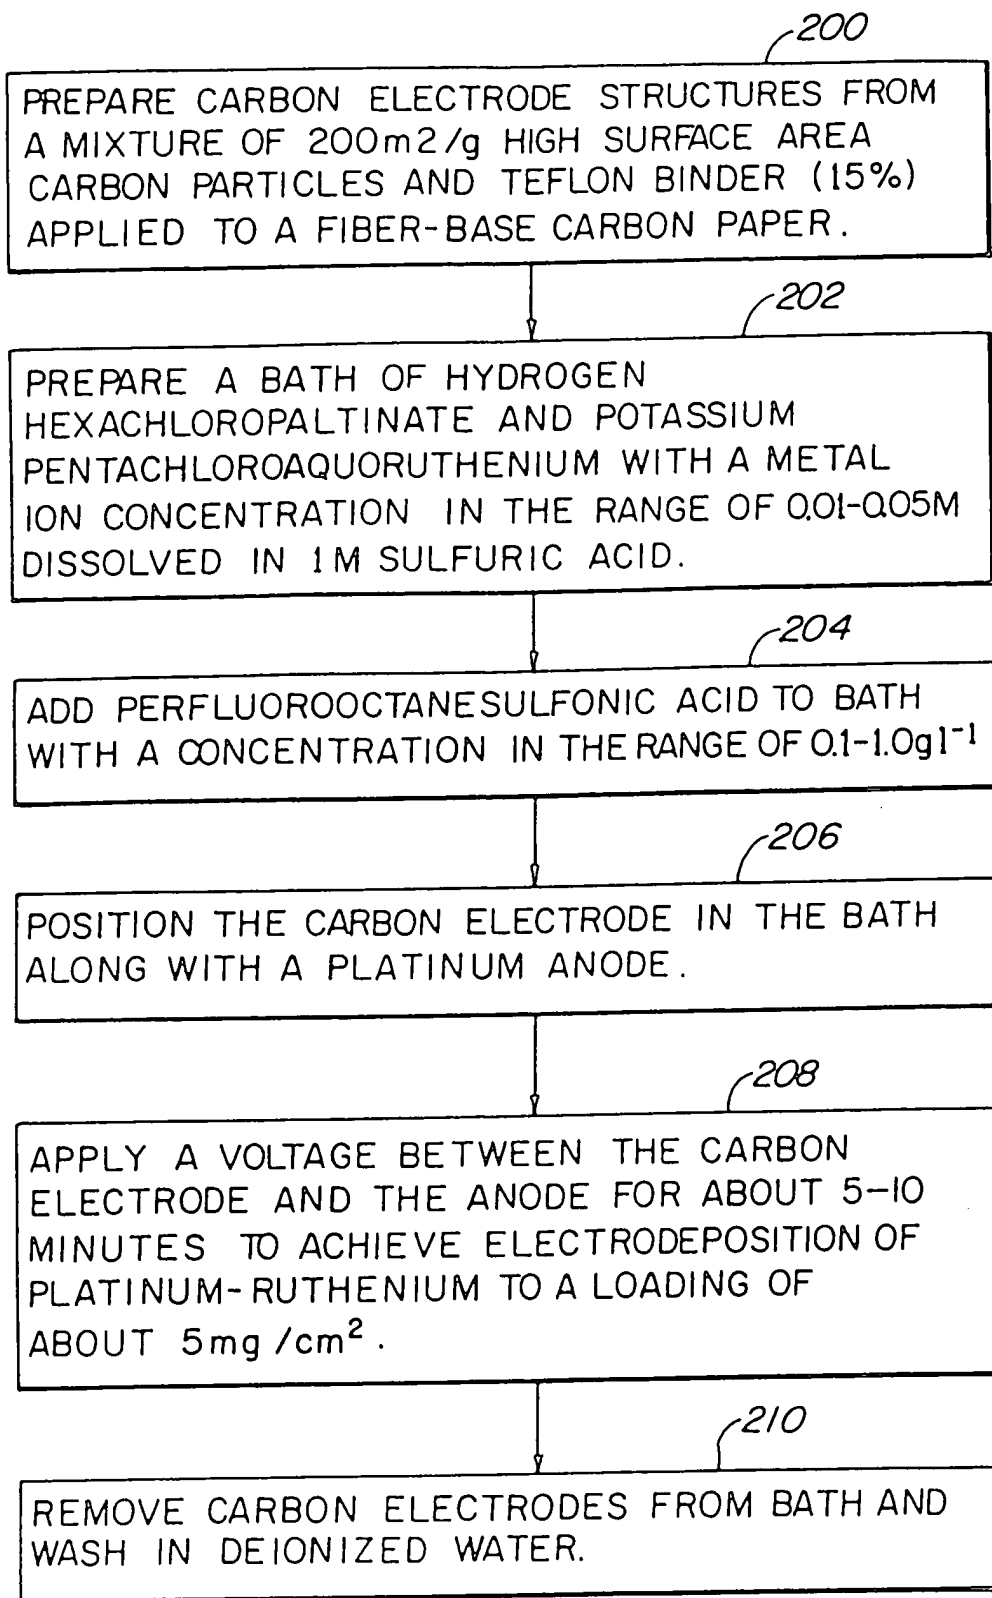 200
PREPARE CARBON ELECTRODE STRUCTURES FROM
A MIXTURE OF 200m2/g HIGH SURFACE AREA
CARBON PARTICLES AND TEFLON BINDER (15%)
APPLIED TO A FIBER-BASE CARBON PAPER.
202
PREPARE A BATH OF HYDROGEN
HEXACHLOROPALTINATE AND POTASSIUM
PENTACHLOROAQUORUTHENIUM WITH A METAL
ION CONCENTRATION IN THE RANGE OF 0.01-0.05M
DISSOLVED IN 1M SULFURIC ACID.
204
ADD PERFLUOROOCTANESULFONIC ACID TO BATH
WITH A CONCENTRATION IN THE RANGE OF 0.1-1.0gl⁻¹
206
POSITION THE CARBON ELECTRODE IN THE BATH
ALONG WITH A PLATINUM ANODE.
208
APPLY A VOLTAGE BETWEEN THE CARBON
ELECTRODE AND THE ANODE FOR ABOUT 5-10
MINUTES TO ACHIEVE ELECTRODEPOSITION OF
PLATINUM-RUTHENIUM TO A LOADING OF
ABOUT 5mg/cm².
210
REMOVE CARBON ELECTRODES FROM BATH AND
WASH IN DEIONIZED WATER.